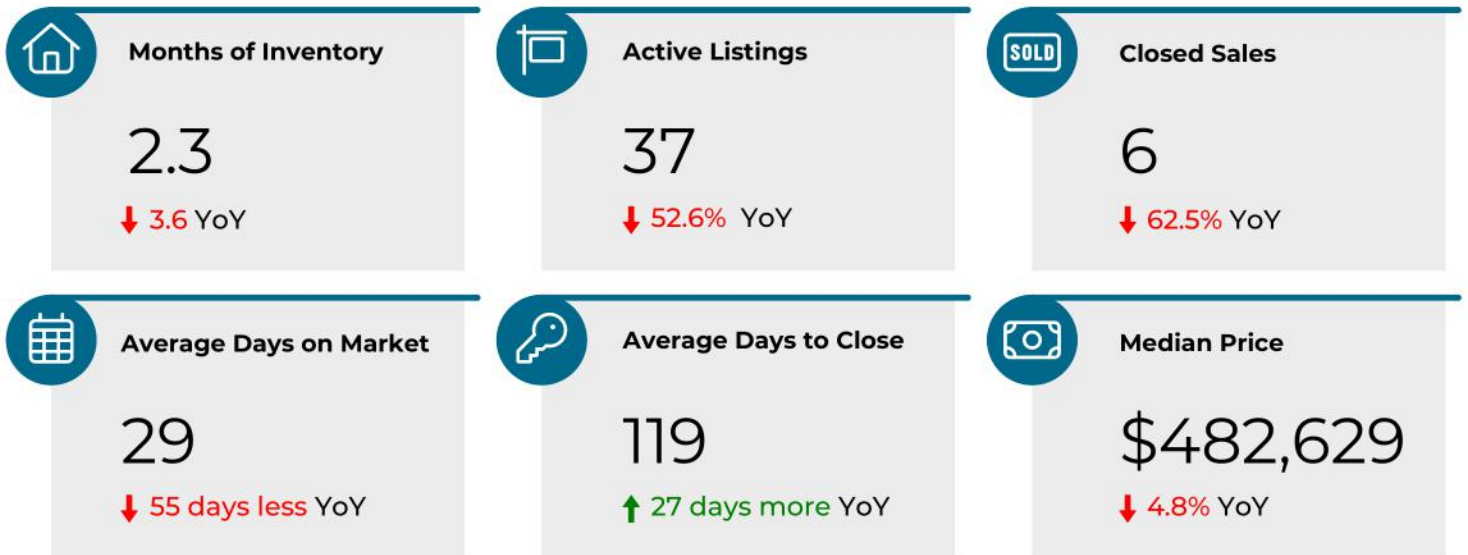 Months of Inventory
2.3
↓ 3.6 YoY
Active Listings
37
↓ 52.6% YoY
SOLD
Closed Sales
6
↓ 62.5% YoY
Average Days on Market
29
↓ 55 days less YoY
Average Days to Close
119
↑ 27 days more YoY
Median Price
$482,629
↓ 4.8% YoY